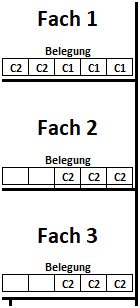 Fach 1
Belegung
C2 C2 C1 C1 C1
Fach 2
Belegung
C2 C2 C2
Fach 3
Belegung
C2 C2 C2